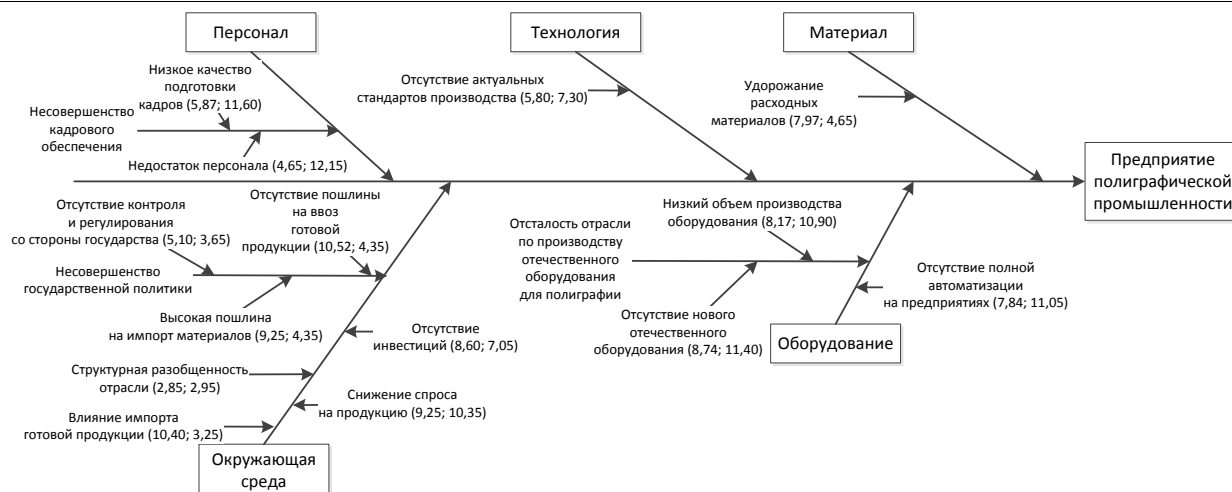 Персонал
Технология
Материал
Низкое качество
подготовки
кадров (5,87; 11,60)
Несовершенство
кадрового
обеспечения
Недостаток персонала (4,65; 12,15)
Отсутствие актуальных
стандартов производства (5,80; 7,30)
Удорожание
расходных
материалов (7,97; 4,65)
Предприятие
полиграфической
промышленности
Отсутствие контроля
и регулирования
со стороны государства (5,10; 3,65)
Отсутствие пошлины
на ввоз
готовой
продукции (10,52; 4,35)
Несовершенство
государственной политики
Высокая пошлина
на импорт материалов (9,25; 4,35)
Отсутствие
инвестиций (8,60; 7,05)
Структурная разобщенность
отрасли (2,85; 2,95)
Снижение спроса
на продукцию (9,25; 10,35)
Влияние импорта
готовой продукции (10,40; 3,25)
Окружающая
среда
Низкий объем производства
оборудования (8,17; 10,90)
Отсталость отрасли
по производству
отечественного
оборудования
для полиграфии
Отсутствие нового
отечественного
оборудования (8,74; 11,40)
Отсутствие полной
автоматизации
на предприятиях (7,84; 11,05)
Оборудование